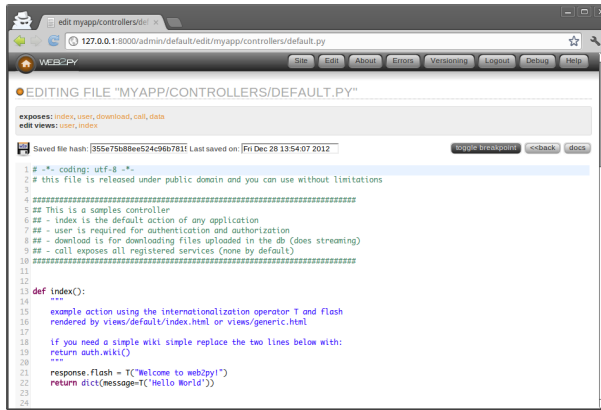 edit myapp/controllers/def
127.0.0.1:8000/admin/default/edit/myapp/controllers/default.py
WEB2PY
Site Edit About Errors Versioning Logout Debug Help
EDITING FILE "MYAPP/CONTROLLERS/DEFAULT.PY"
exposes: index, user, download, call, data
edit views: user, index
Saved file hash: 355e75b88ee524c96b7815 Last saved on: Fri Dec 28 13:54:07 2012 toggle breakpoint <<back docs
1 # -*- coding: utf-8 -*-
2 # this file is released under public domain and you can use without limitations
3
4 #########################################################################
5 ## This is a samples controller
6 ## - index is the default action of any application
7 ## - user is required for authentication and authorization
8 ## - download is for downloading files uploaded in the db (does streaming)
9 ## - call exposes all registered services (none by default)
10 #########################################################################
11
12
13 def index():
14 """
15 example action using the internationalization operator T and flash
16 rendered by views/default/index.html or views/generic.html
17
18 if you need a simple wiki simple replace the two lines below with:
19 return auth.wiki()
20 """
21 response.flash = T("Welcome to web2py!")
22 return dict(message=T('Hello World'))
23
24